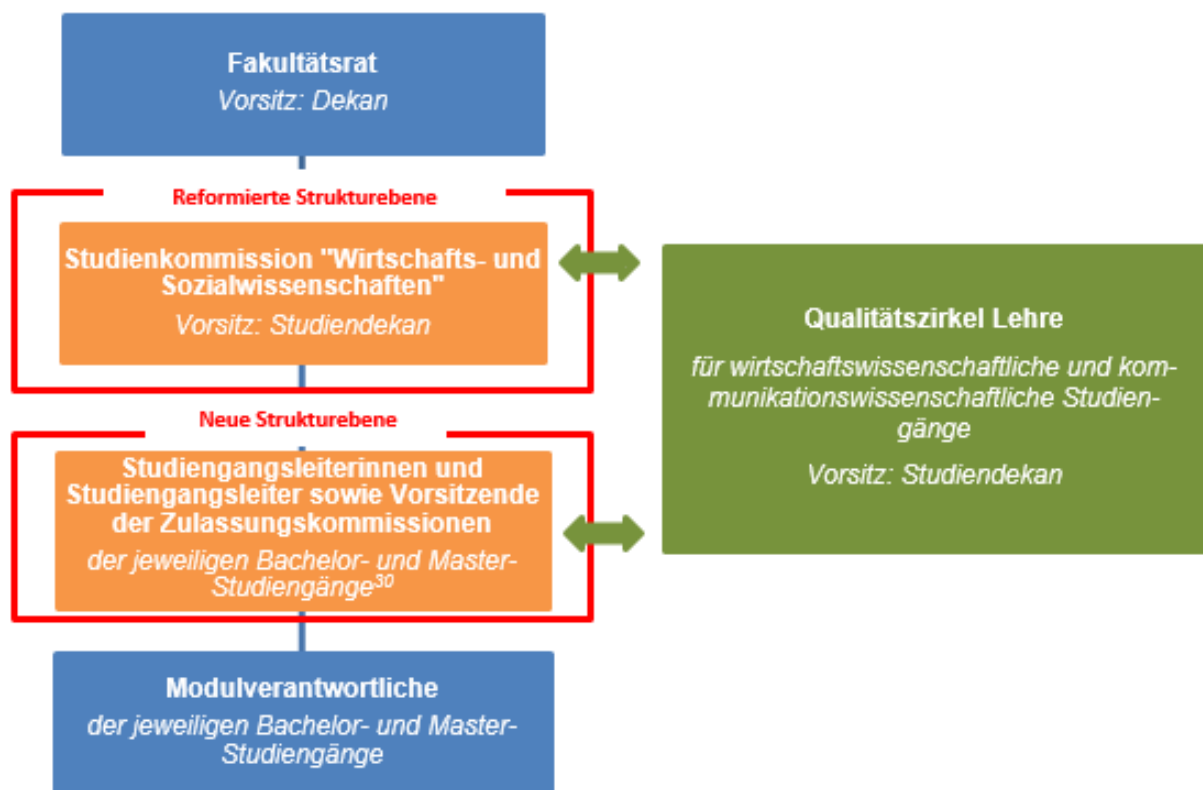 Fakultätsrat
Vorsitz: Dekan
Reformierte Strukturebene
Studienkommission "Wirtschafts- und
Sozialwissenschaften"
Vorsitz: Studiendekan
Neue Strukturebene
Studiengangsleiterinnen und
Studiengangsleiter sowie Vorsitzende
der Zulassungskommissionen
der jeweiligen Bachelor- und Master-
Studiengänge³⁰
Modulverantwortliche
der jeweiligen Bachelor- und Master-
Studiengänge
Qualitätszirkel Lehre
für wirtschaftswissenschaftliche und kom-
munikationswissenschaftliche Studien-
gänge
Vorsitz: Studiendekan